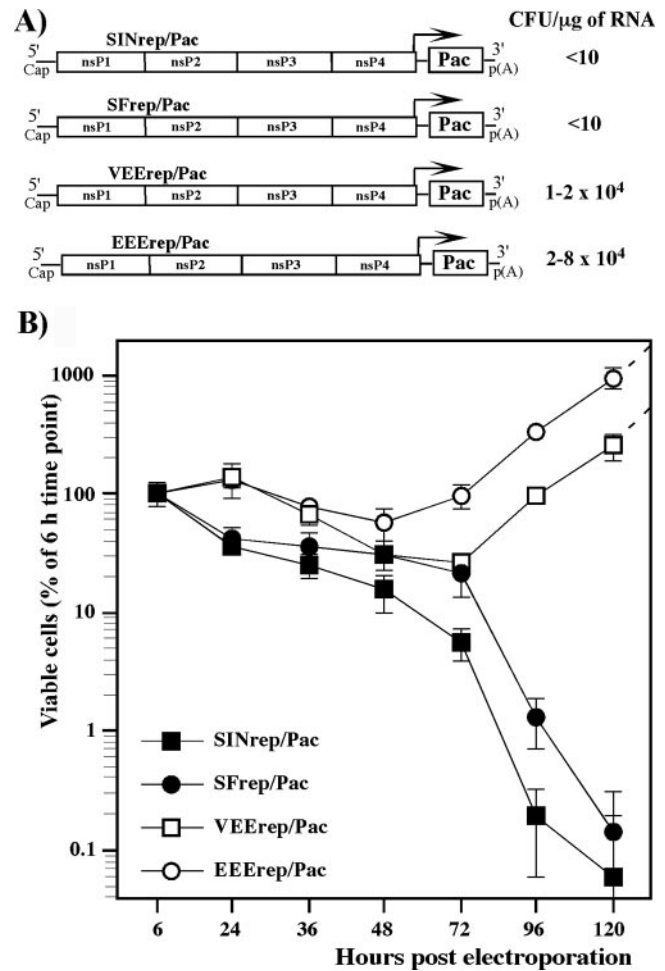 A)
CFU/μg of RNA
SINrep/Pac
5' Cap nsP1 nsP2 nsP3 nsP4 Pac 3' p(A) <10
SFrep/Pac
5' Cap nsP1 nsP2 nsP3 nsP4 Pac 3' p(A) <10
VEErep/Pac
5' Cap nsP1 nsP2 nsP3 nsP4 Pac 3' p(A) 1-2 x 10⁴
EEErep/Pac
5' Cap nsP1 nsP2 nsP3 nsP4 Pac 3' p(A) 2-8 x 10⁴
B)
Viable cells (% of 6 h time point)
1000
100
10
1
0.1
SINrep/Pac
SFrep/Pac
VEErep/Pac
EEErep/Pac
6 24 36 48 72 96 120
Hours post electroporation